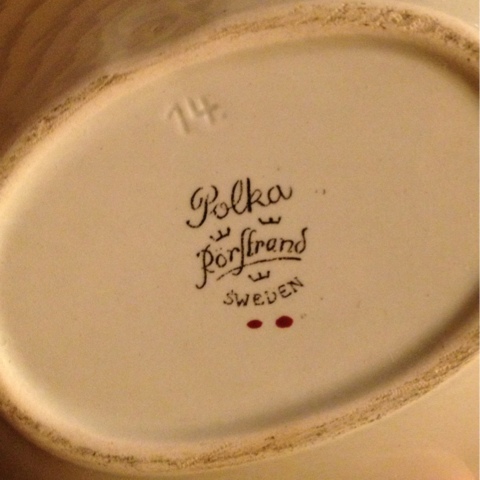 14.
Polka
Rörstrand
SWEDEN